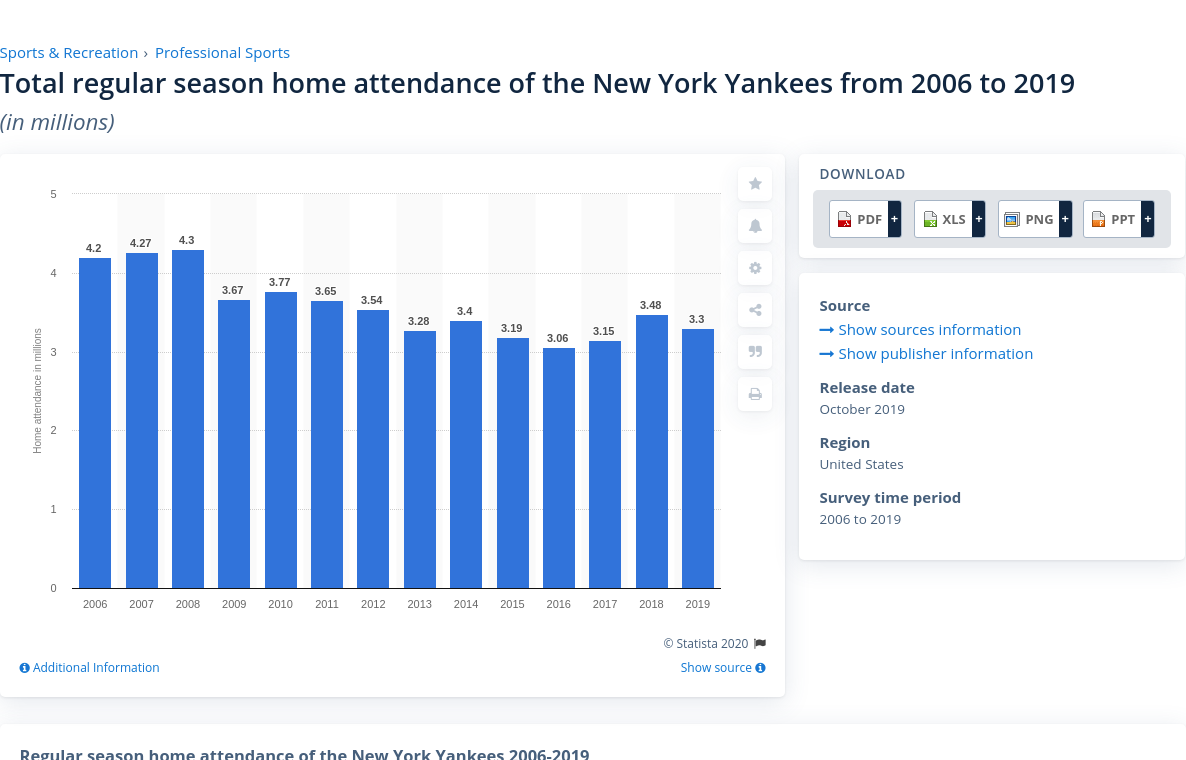 Sports & Recreation › Professional Sports
Total regular season home attendance of the New York Yankees from 2006 to 2019
(in millions)
5
4
3
2
1
0
Home attendance in millions
4.2
4.27
4.3
3.67
3.77
3.65
3.54
3.28
3.4
3.19
3.06
3.15
3.48
3.3
2006 2007 2008 2009 2010 2011 2012 2013 2014 2015 2016 2017 2018 2019
© Statista 2020
Additional Information
Show source
DOWNLOAD
PDF + XLS + PNG + PPT +
Source
Show sources information
Show publisher information
Release date
October 2019
Region
United States
Survey time period
2006 to 2019
Regular season home attendance of the New York Yankees 2006-2019